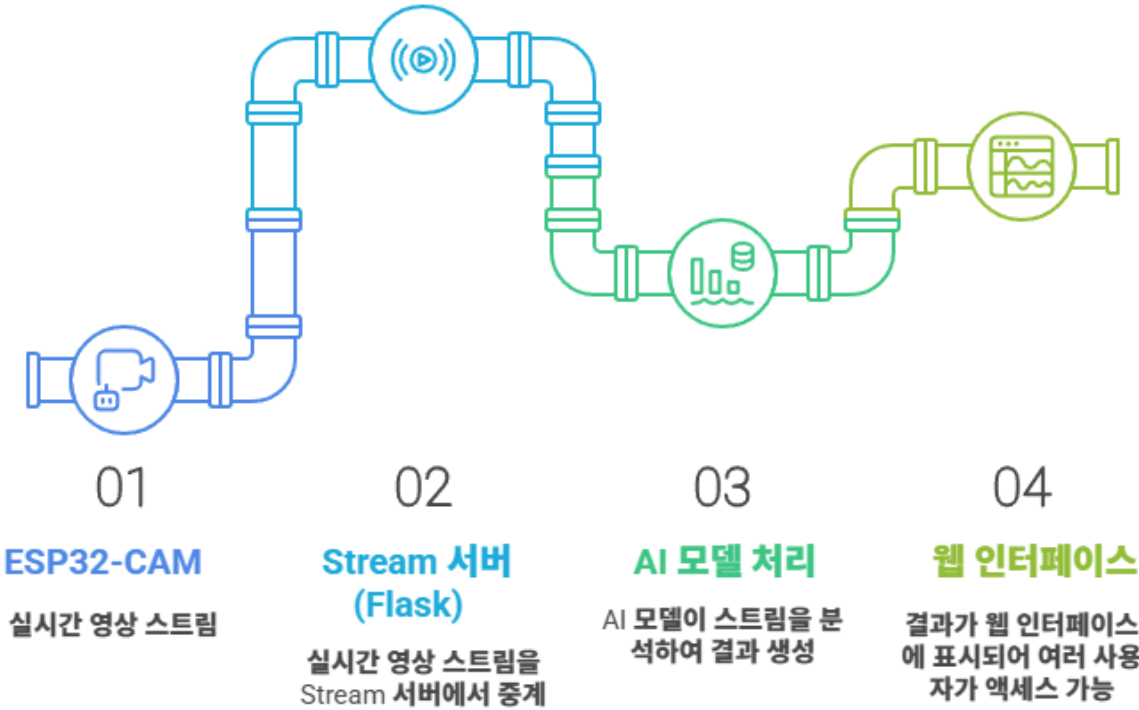 01
ESP32-CAM
실시간 영상 스트림
02
Stream 서버
(Flask)
실시간 영상 스트림을
Stream 서버에서 중계
03
AI 모델 처리
AI 모델이 스트림을 분
석하여 결과 생성
04
웹 인터페이스
결과가 웹 인터페이스
에 표시되어 여러 사용
자가 액세스 가능